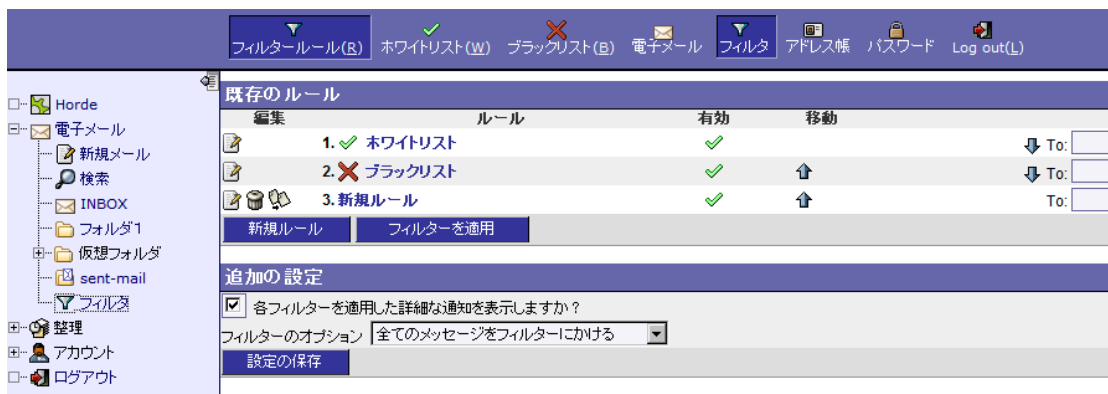 フィルタールール(R) ホワイトリスト(W) ブラックリスト(B) 電子メール フィルタ アドレス帳 パスワード Log out(L)
Horde
電子メール
新規メール
検索
INBOX
フォルダ1
仮想フォルダ
sent-mail
フィルタ
整理
アカウント
ログアウト
既存のルール
編集 ルール 有効 移動
1. ホワイトリスト To:
2. ブラックリスト To:
3. 新規ルール To:
新規ルール フィルターを適用
追加の設定
各フィルターを適用した詳細な通知を表示しますか？
フィルターのオプション 全てのメッセージをフィルターにかける
設定の保存